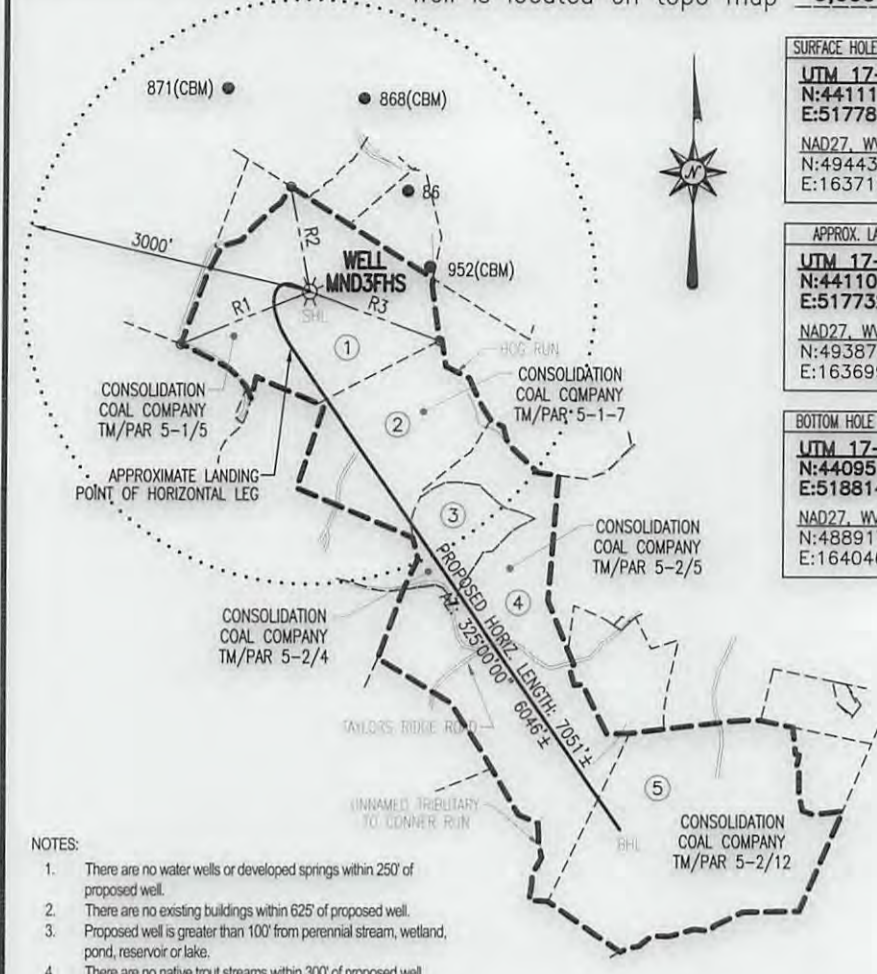 Well is located on topo map
871(CBM)
868(CBM)
86
952(CBM)
3000'
R2
WELL
MND3FHS
SHL
R1
R3
1
HOG RUN
CONSOLIDATION
COAL COMPANY
TM/PAR 5-1/5
CONSOLIDATION
COAL COMPANY
TM/PAR 5-1-7
2
APPROXIMATE LANDING
POINT OF HORIZONTAL LEG
3
CONSOLIDATION
COAL COMPANY
TM/PAR 5-2/5
4
CONSOLIDATION
COAL COMPANY
TM/PAR 5-2/4
PROPOSED HORIZ. LENGTH: 7051'±
AZ: 325°00'00" 6046'±
TAYLORS RIDGE ROAD
UNNAMED TRIBUTARY
TO CONNER RUN
5
BHL
CONSOLIDATION
COAL COMPANY
TM/PAR 5-2/12
N
SURFACE HOLE
UTM 17-
N:44111
E:51778
NAD27, WV
N:49443
E:16371
APPROX. LA
UTM 17-
N:44110
E:51773
NAD27, WV
N:49387
E:16369
BOTTOM HOLE
UTM 17-
N:44095
E:51881
NAD27, WV
N:48891
E:16404
NOTES:
1. There are no water wells or developed springs within 250' of
proposed well.
2. There are no existing buildings within 625' of proposed well.
3. Proposed well is greater than 100' from perennial stream, wetland,
pond, reservoir or lake.
4. There are no native trout streams within 300' of proposed well.